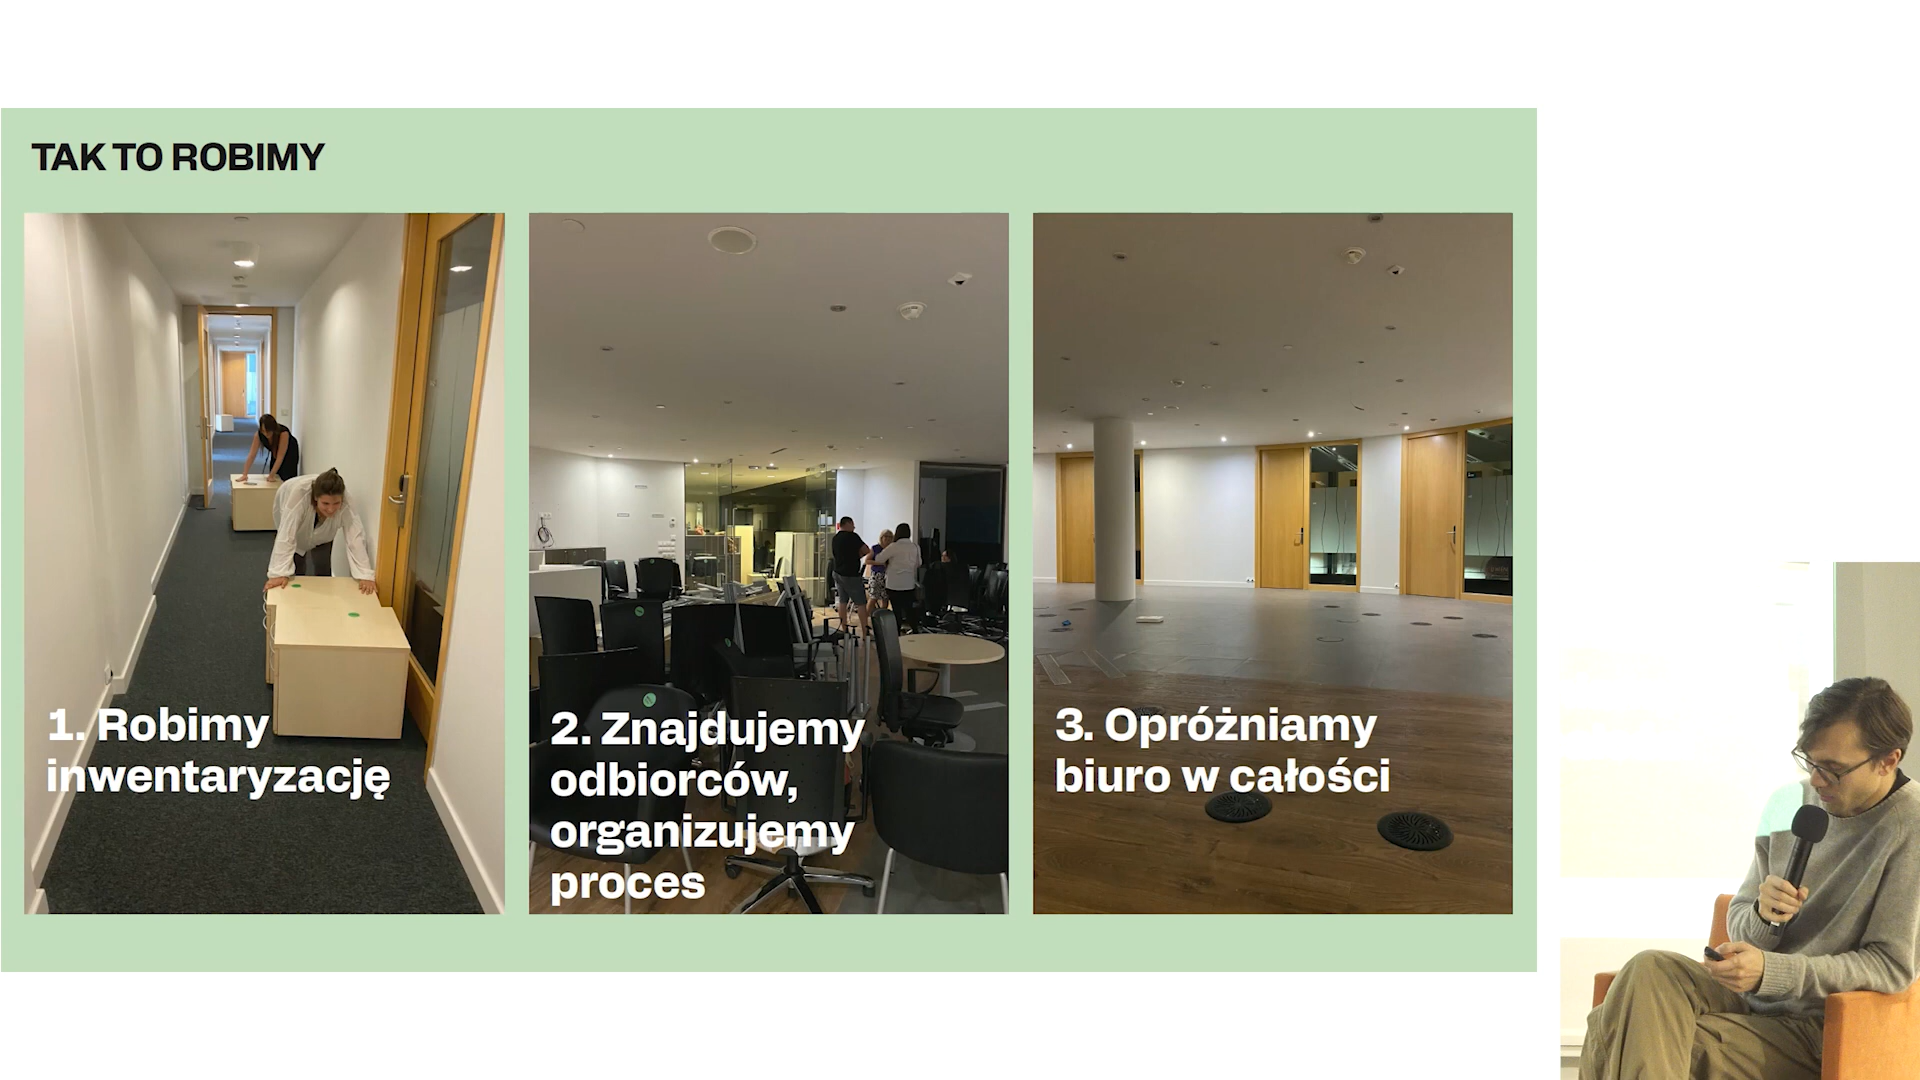 TAK TO ROBIMY
1. Robimy
inwentaryzację
2. Znajdujemy
odbiorców,
organizujemy
proces
3. Opróżniamy
biuro w całości